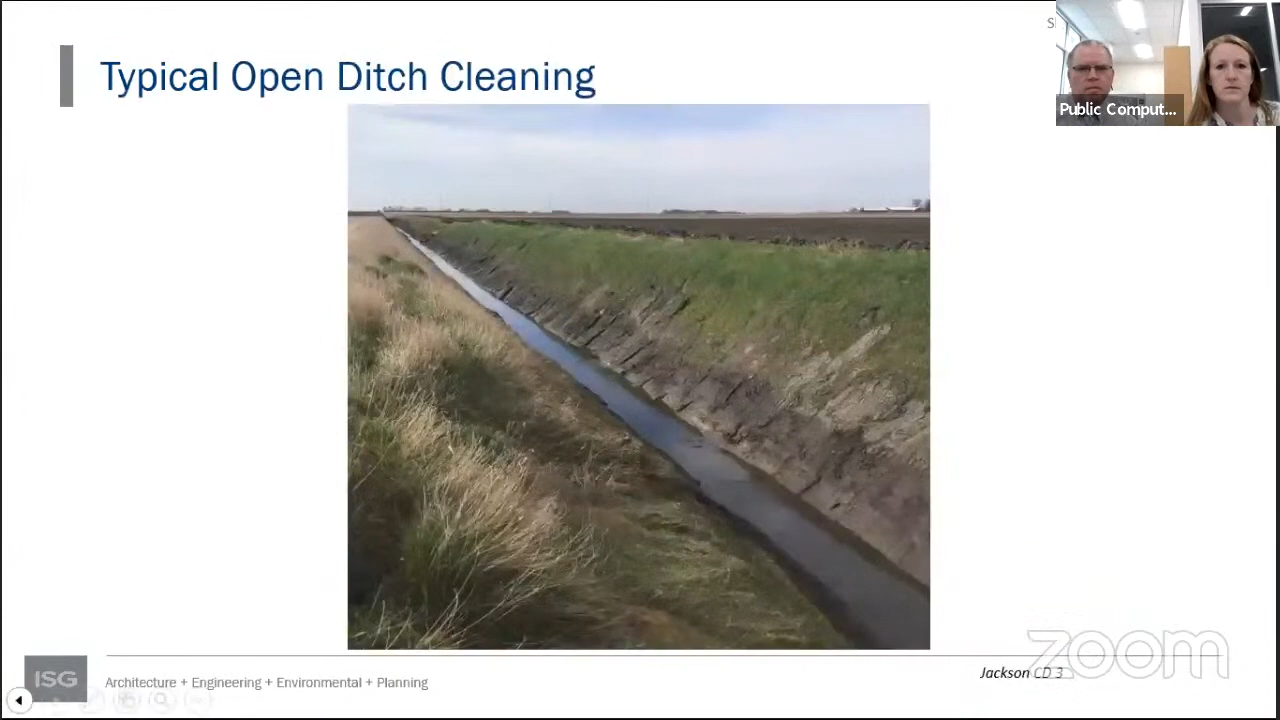 Typical Open Ditch Cleaning
Public Comput...
ISG
Architecture + Engineering + Environmental + Planning
Jackson CD 3
zoom